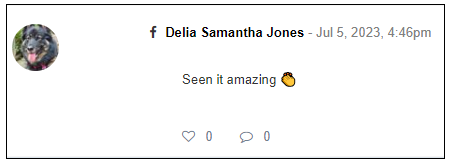 Delia Samantha Jones - Jul 5, 2023, 4:46pm
Seen it amazing 👏
0 0